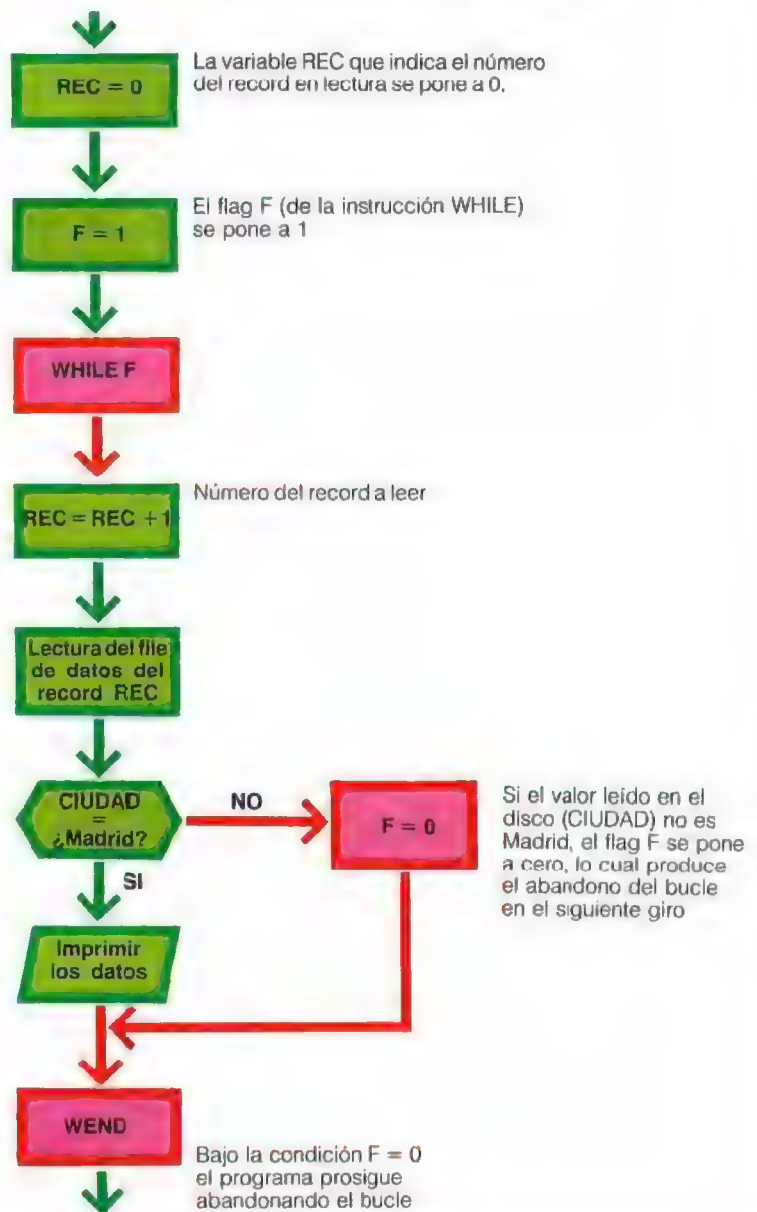 REC = 0
La variable REC que indica el número
del record en lectura se pone a 0.
F = 1
El flag F (de la instrucción WHILE)
se pone a 1
WHILE F
REC = REC + 1
Número del record a leer
Lectura del file
de datos del
record REC
CIUDAD
=
¿Madrid?
NO
F = 0
Si el valor leído en el
disco (CIUDAD) no es
Madrid, el flag F se pone
a cero, lo cual produce
el abandono del bucle
en el siguiente giro
SI
Imprimir
los datos
WEND
Bajo la condición F = 0
el programa prosigue
abandonando el bucle